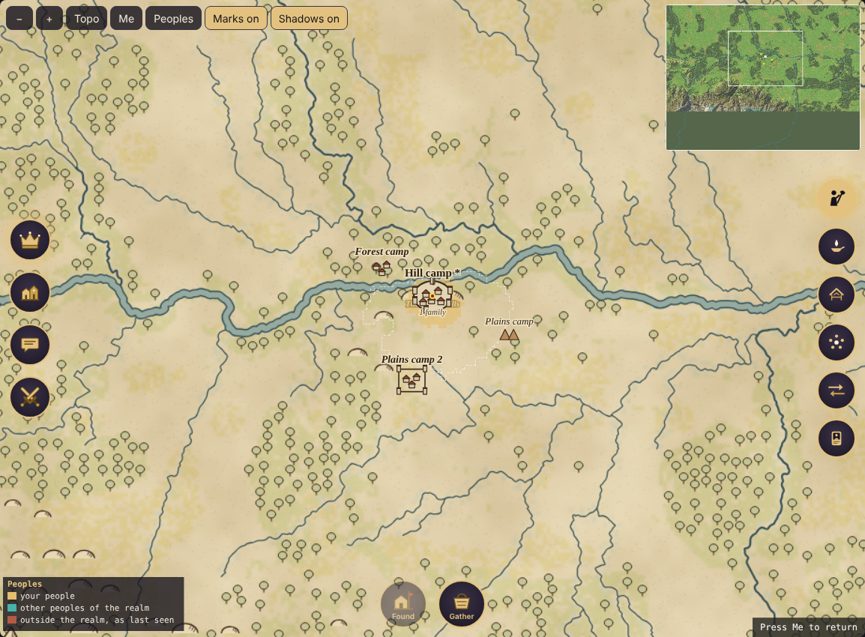 − + Topo Me Peoples Marks on Shadows on
Forest camp
Hill camp *
1 family
Plains camp
Plains camp 2
Found
Gather
Peoples
your people
other peoples of the realm
outside the realm, as last seen
Press Me to return